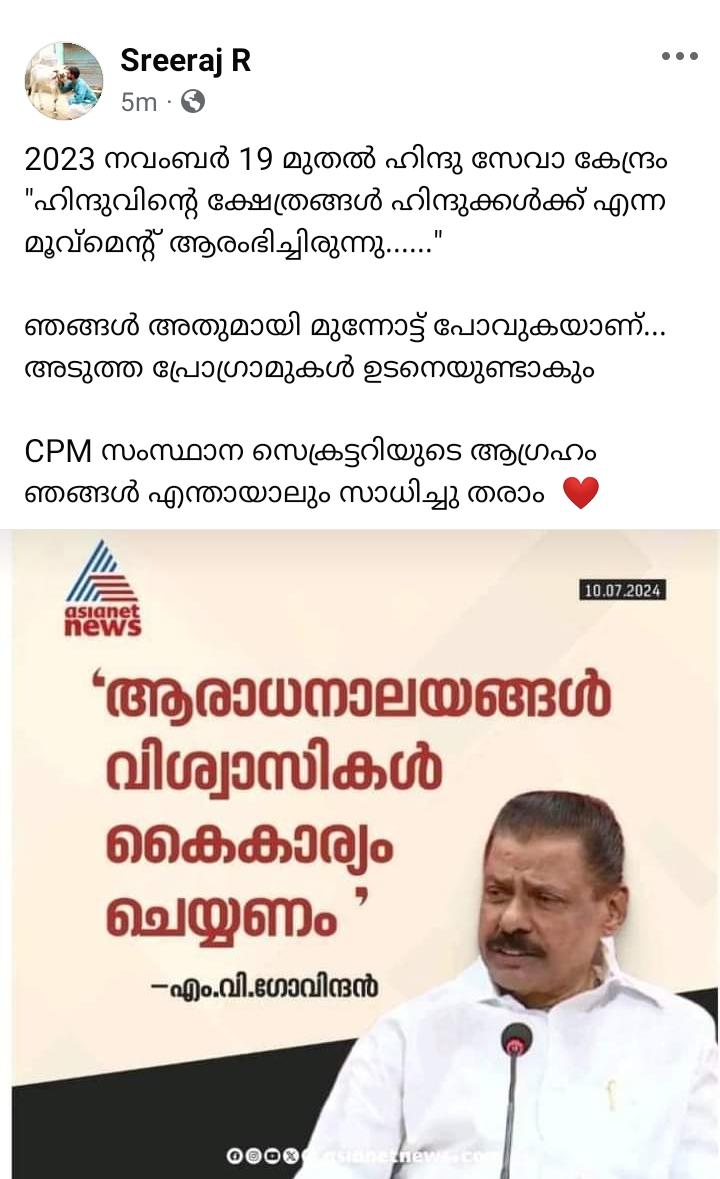 Sreeraj R
5m ·
2023 നവംബർ 19 മുതൽ ഹിന്ദു സേവാ കേന്ദ്രം
"ഹിന്ദുവിന്റെ ക്ഷേത്രങ്ങൾ ഹിന്ദുക്കൾക്ക് എന്ന
മൂവ്മെന്റ് ആരംഭിച്ചിരുന്നു......"
ഞങ്ങൾ അതുമായി മുന്നോട്ട് പോവുകയാണ്...
അടുത്ത പ്രോഗ്രാമുകൾ ഉടനെയുണ്ടാകും
CPM സംസ്ഥാന സെക്രട്ടറിയുടെ ആഗ്രഹം
ഞങ്ങൾ എന്തായാലും സാധിച്ചു തരാം ❤️
asianet
news
10.07.2024
‘ആരാധനാലയങ്ങൾ
വിശ്വാസികൾ
കൈകാര്യം
ചെയ്യണം ’
–എം.വി.ഗോവിന്ദൻ
asianetnews.com